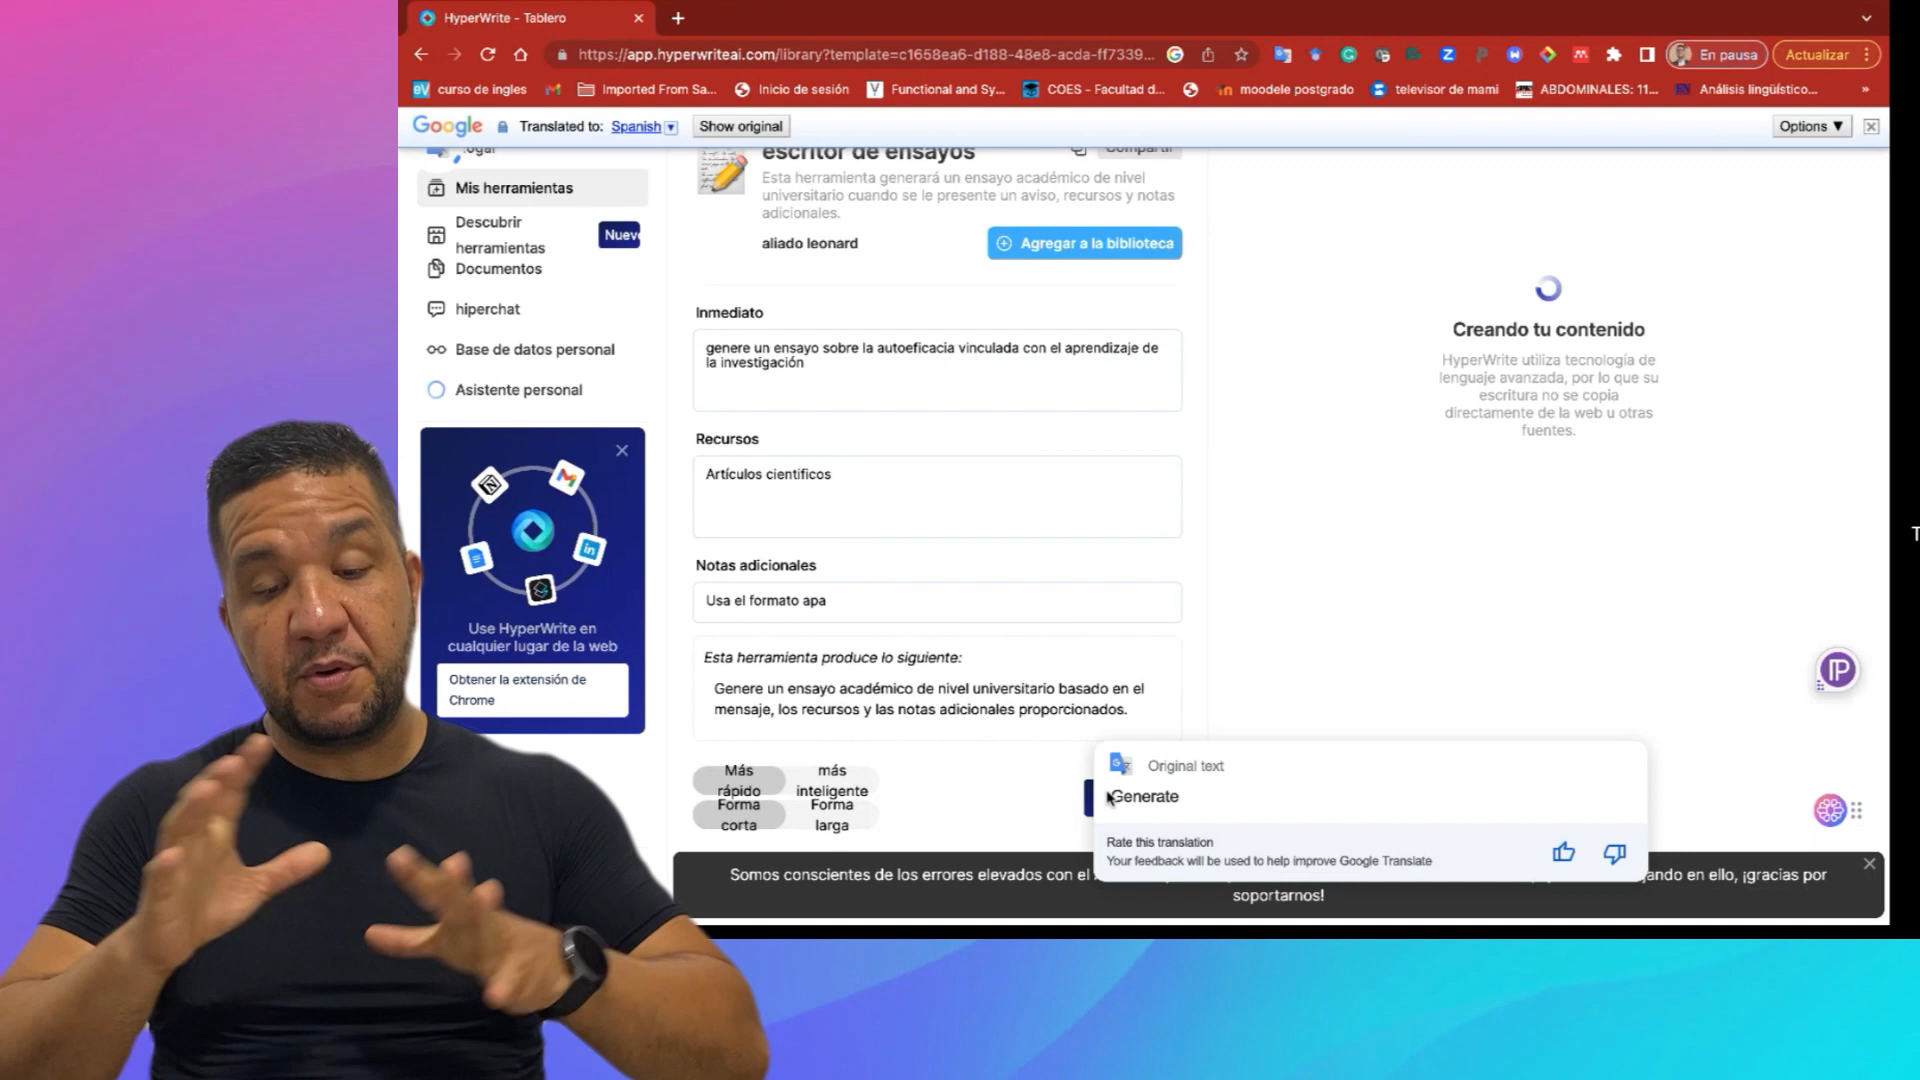 HyperWrite - Tablero
https://app.hyperwriteai.com/library?template=c1658ea6-d188-48e8-acda-ff7339...
En pausa
Actualizar
curso de ingles
Imported From Sa...
Inicio de sesión
Functional and Sy...
COES - Facultad d...
moodele postgrado
televisor de mami
ABDOMINALES: 11...
Análisis lingüístico...
Google
Translated to: Spanish
Show original
Options ▼
Mis herramientas
Descubrir
herramientas
Nuevo
Documentos
hiperchat
Base de datos personal
Asistente personal
Use HyperWrite en
cualquier lugar de la web
Obtener la extensión de
Chrome
escritor de ensayos
Compartir
Esta herramienta generará un ensayo académico de nivel
universitario cuando se le presente un aviso, recursos y notas
adicionales.
aliado leonard
Agregar a la biblioteca
Inmediato
genere un ensayo sobre la autoeficacia vinculada con el aprendizaje de
la investigación
Recursos
Artículos cientificos
Notas adicionales
Usa el formato apa
Esta herramienta produce lo siguiente:
Genere un ensayo académico de nivel universitario basado en el
mensaje, los recursos y las notas adicionales proporcionados.
Más
rápido
más
inteligente
Forma
corta
Forma
larga
Creando tu contenido
HyperWrite utiliza tecnología de
lenguaje avanzada, por lo que su
escritura no se copia
directamente de la web u otras
fuentes.
Original text
Generate
Rate this translation
Your feedback will be used to help improve Google Translate
Somos conscientes de los errores elevados con el
ando en ello, ¡gracias por
soportarnos!
T